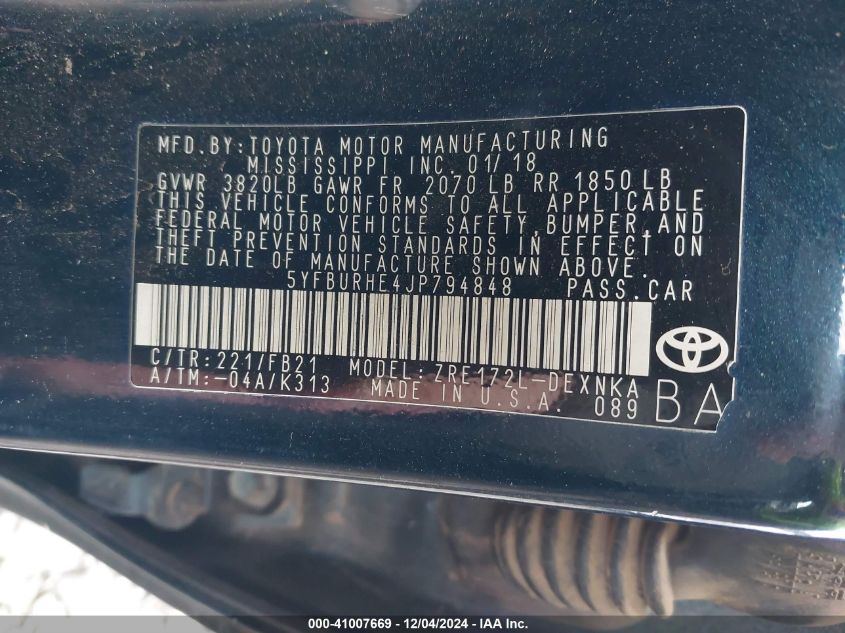 MFD.BY:TOYOTA MOTOR MANUFACTURING
MISSISSIPPI INC. 01/18
GVWR 3820LB GAWR FR 2070LB RR 1850LB
THIS VEHICLE CONFORMS TO ALL APPLICABLE
FEDERAL MOTOR VEHICLE SAFETY,BUMPER,AND
THEFT PREVENTION STANDARDS IN EFFECT ON
THE DATE OF MANUFACTURE SHOWN ABOVE.
5YFBURHE4JP794848 PASS.CAR
C/TR:221/FB21 MODEL:ZRE172L-DEXNKA
A/TM:-04A/K313 MADE IN U.S.A. 089
BA
000-41007669 - 12/04/2024 - IAA Inc.